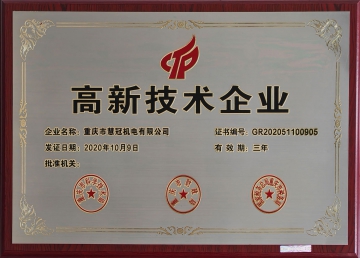 高新技术企业
企业名称：重庆市慧冠机电有限公司
证书编号：GR202051100905
发证日期：2020年10月9日
有效期：三年
批准机关：